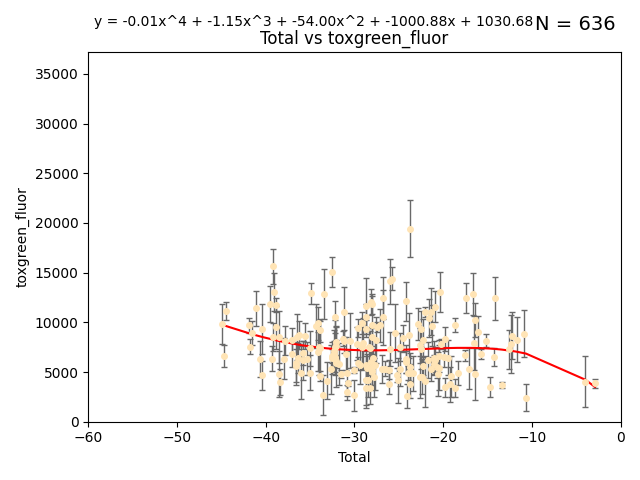 y = -0.01x^4 + -1.15x^3 + -54.00x^2 + -1000.88x + 1030.68 N = 636
Total vs toxgreen_fluor
35000
30000
25000
20000
15000
10000
5000
0
toxgreen_fluor
−60 −50 −40 −30 −20 −10 0
Total